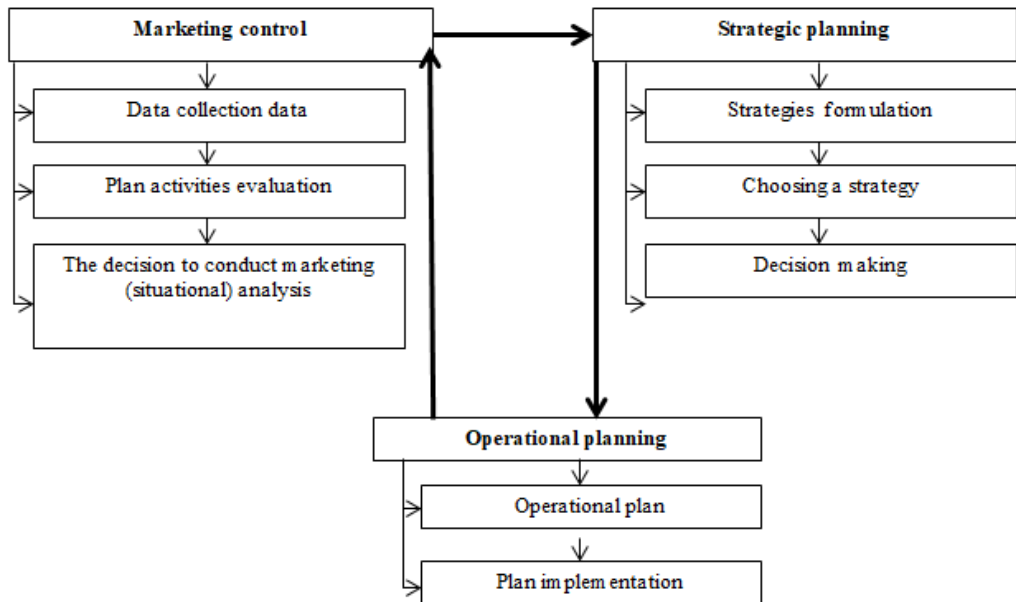 Marketing control
Data collection data
Plan activities evaluation
The decision to conduct marketing
(situational) analysis
Strategic planning
Strategies formulation
Choosing a strategy
Decision making
Operational planning
Operational plan
Plan implementation